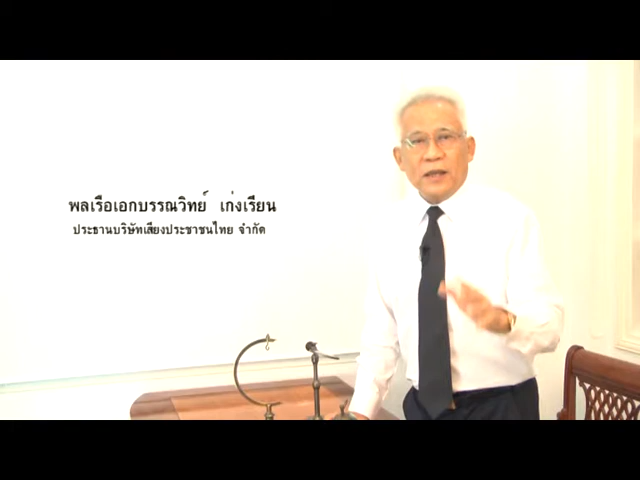 พลเรือเอกบรรณวิทย์ เก่งเรียน
ประธานบริษัทเสียงประชาชนไทย จำกัด